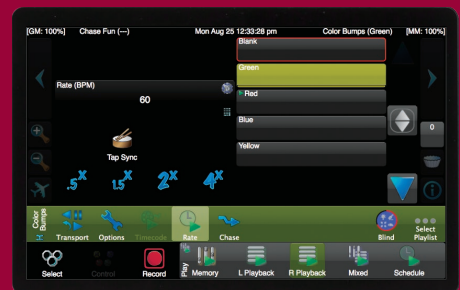 [GM: 100%] Chase Fun (---) Mon Aug 25 12:33:28 pm Color Bumps (Green) [MM: 100%]
Blank
Green
Rate (BPM)
60
Red
Blue
0
Tap Sync
Yellow
.5X 1.5X 2X 4X
Color Bumps
Transport Options Timecode Rate Chase Blind Select Playlist
Select Control Record Play Memory L Playback R Playback Mixed Schedule